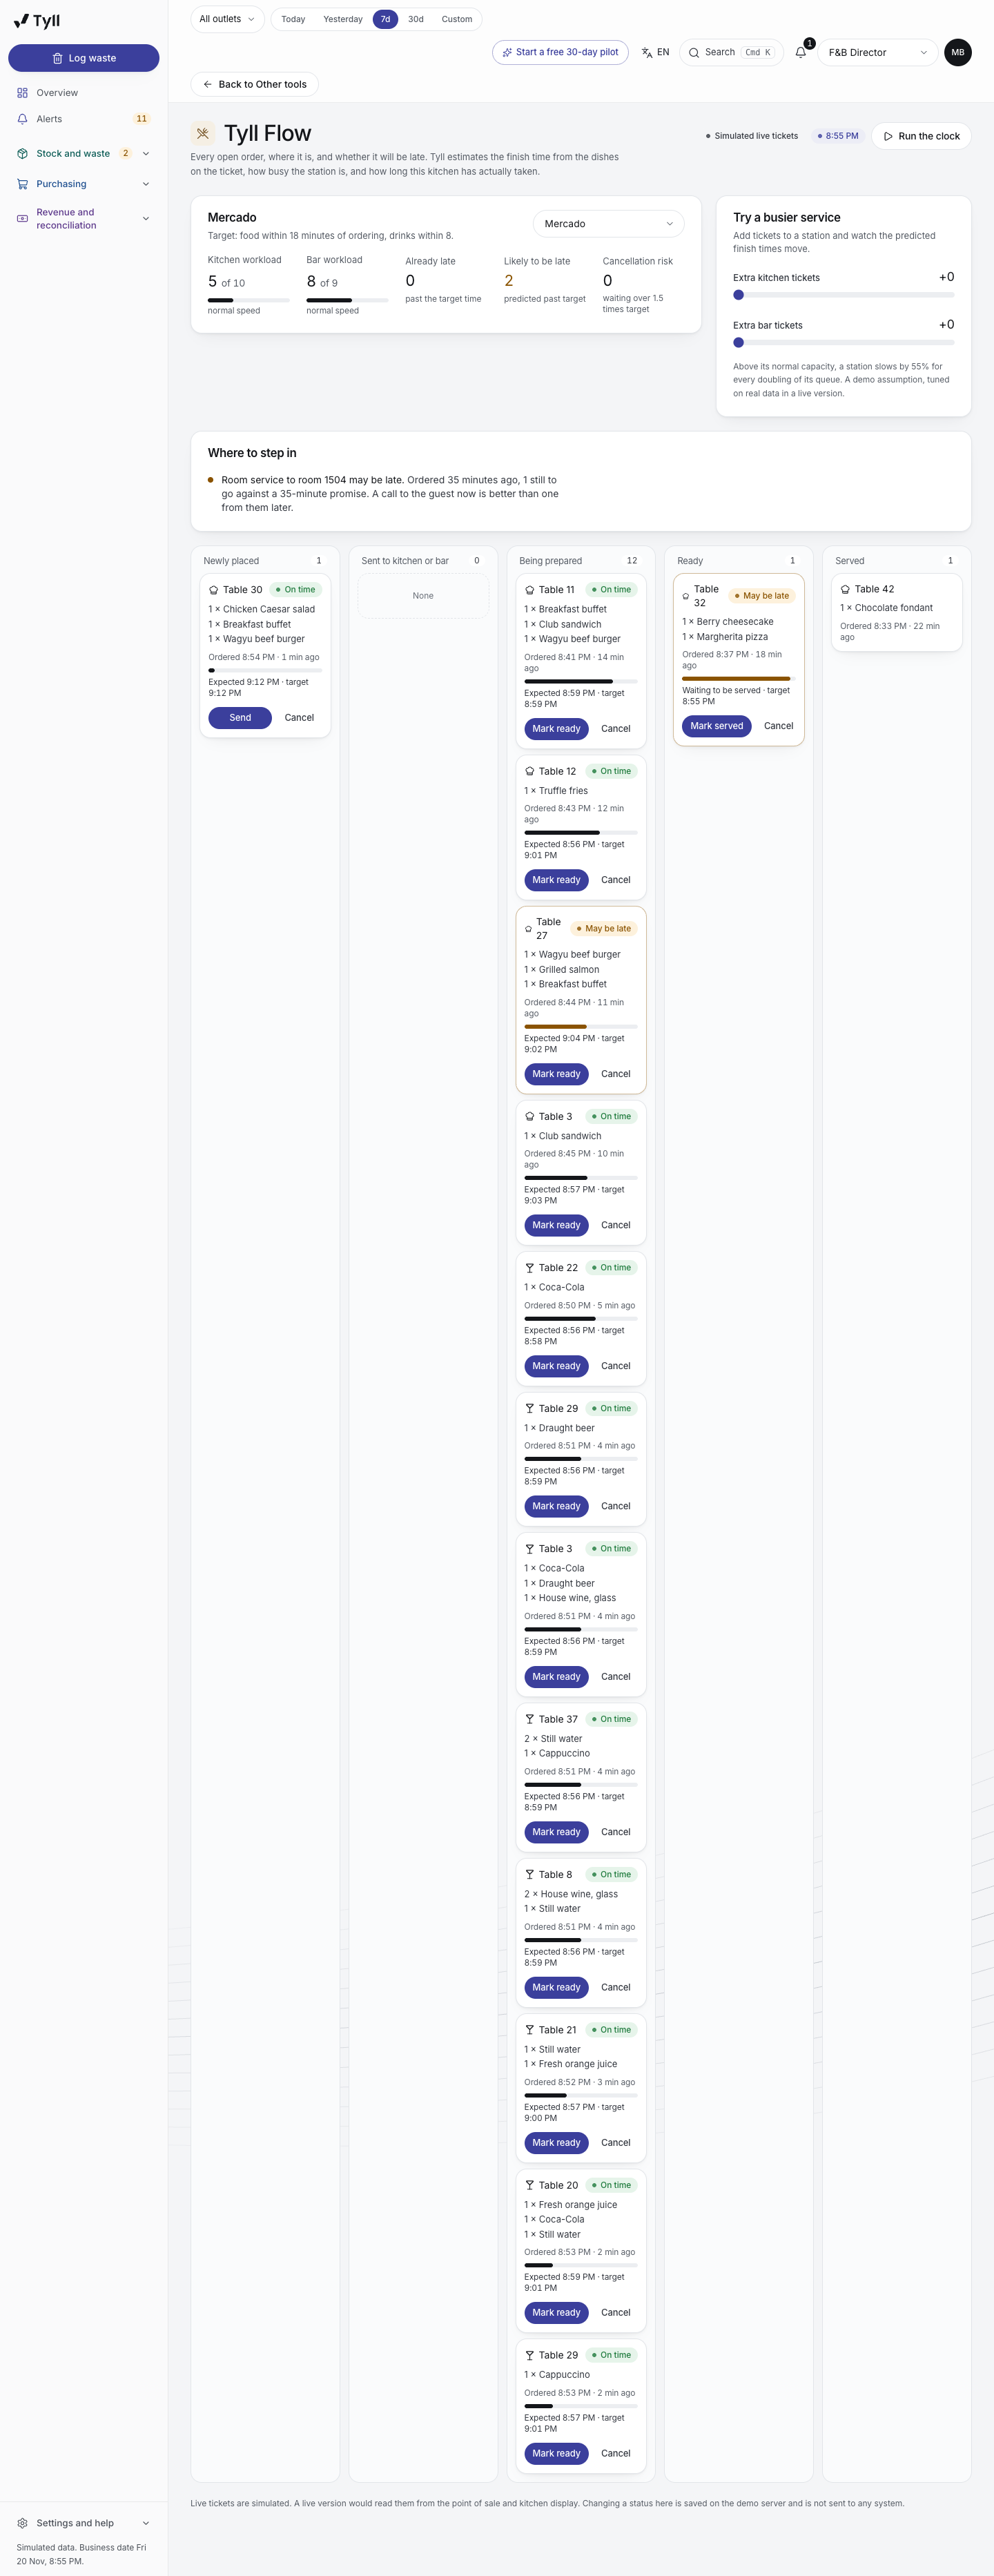 Tyll
Log waste
Overview
Alerts 11
Stock and waste 2
Purchasing
Revenue and
reconciliation
All outlets
Today Yesterday 7d 30d Custom
Start a free 30-day pilot
EN
Search Cmd K
1
F&B Director
MB
Back to Other tools
Tyll Flow
Every open order, where it is, and whether it will be late. Tyll estimates the finish time from the dishes
on the ticket, how busy the station is, and how long this kitchen has actually taken.
Simulated live tickets
8:55 PM
Run the clock
Mercado
Target: food within 18 minutes of ordering, drinks within 8.
Mercado
Kitchen workload
5 of 10
normal speed
Bar workload
8 of 9
normal speed
Already late
0
past the target time
Likely to be late
2
predicted past target
Cancellation risk
0
waiting over 1.5
times target
Try a busier service
Add tickets to a station and watch the predicted
finish times move.
Extra kitchen tickets +0
Extra bar tickets +0
Above its normal capacity, a station slows by 55% for
every doubling of its queue. A demo assumption, tuned
on real data in a live version.
Where to step in
Room service to room 1504 may be late. Ordered 35 minutes ago, 1 still to
go against a 35-minute promise. A call to the guest now is better than one
from them later.
Newly placed 1
Table 30 On time
1 × Chicken Caesar salad
1 × Breakfast buffet
1 × Wagyu beef burger
Ordered 8:54 PM · 1 min ago
Expected 9:12 PM · target
9:12 PM
Send Cancel
Sent to kitchen or bar 0
None
Being prepared 12
Table 11 On time
1 × Breakfast buffet
1 × Club sandwich
1 × Wagyu beef burger
Ordered 8:41 PM · 14 min
ago
Expected 8:59 PM · target
8:59 PM
Mark ready Cancel
Table 12 On time
1 × Truffle fries
Ordered 8:43 PM · 12 min
ago
Expected 8:56 PM · target
9:01 PM
Mark ready Cancel
Table
27
May be late
1 × Wagyu beef burger
1 × Grilled salmon
1 × Breakfast buffet
Ordered 8:44 PM · 11 min
ago
Expected 9:04 PM · target
9:02 PM
Mark ready Cancel
Table 3 On time
1 × Club sandwich
Ordered 8:45 PM · 10 min
ago
Expected 8:57 PM · target
9:03 PM
Mark ready Cancel
Table 22 On time
1 × Coca-Cola
Ordered 8:50 PM · 5 min ago
Expected 8:56 PM · target
8:58 PM
Mark ready Cancel
Table 29 On time
1 × Draught beer
Ordered 8:51 PM · 4 min ago
Expected 8:56 PM · target
8:59 PM
Mark ready Cancel
Table 3 On time
1 × Coca-Cola
1 × Draught beer
1 × House wine, glass
Ordered 8:51 PM · 4 min ago
Expected 8:56 PM · target
8:59 PM
Mark ready Cancel
Table 37 On time
2 × Still water
1 × Cappuccino
Ordered 8:51 PM · 4 min ago
Expected 8:56 PM · target
8:59 PM
Mark ready Cancel
Table 8 On time
2 × House wine, glass
1 × Still water
Ordered 8:51 PM · 4 min ago
Expected 8:56 PM · target
8:59 PM
Mark ready Cancel
Table 21 On time
1 × Still water
1 × Fresh orange juice
Ordered 8:52 PM · 3 min ago
Expected 8:57 PM · target
9:00 PM
Mark ready Cancel
Table 20 On time
1 × Fresh orange juice
1 × Coca-Cola
1 × Still water
Ordered 8:53 PM · 2 min ago
Expected 8:59 PM · target
9:01 PM
Mark ready Cancel
Table 29 On time
1 × Cappuccino
Ordered 8:53 PM · 2 min ago
Expected 8:57 PM · target
9:01 PM
Mark ready Cancel
Ready 1
Table
32
May be late
1 × Berry cheesecake
1 × Margherita pizza
Ordered 8:37 PM · 18 min
ago
Waiting to be served · target
8:55 PM
Mark served Cancel
Served 1
Table 42
1 × Chocolate fondant
Ordered 8:33 PM · 22 min
ago
Live tickets are simulated. A live version would read them from the point of sale and kitchen display. Changing a status here is saved on the demo server and is not sent to any system.
Settings and help
Simulated data. Business date Fri
20 Nov, 8:55 PM.